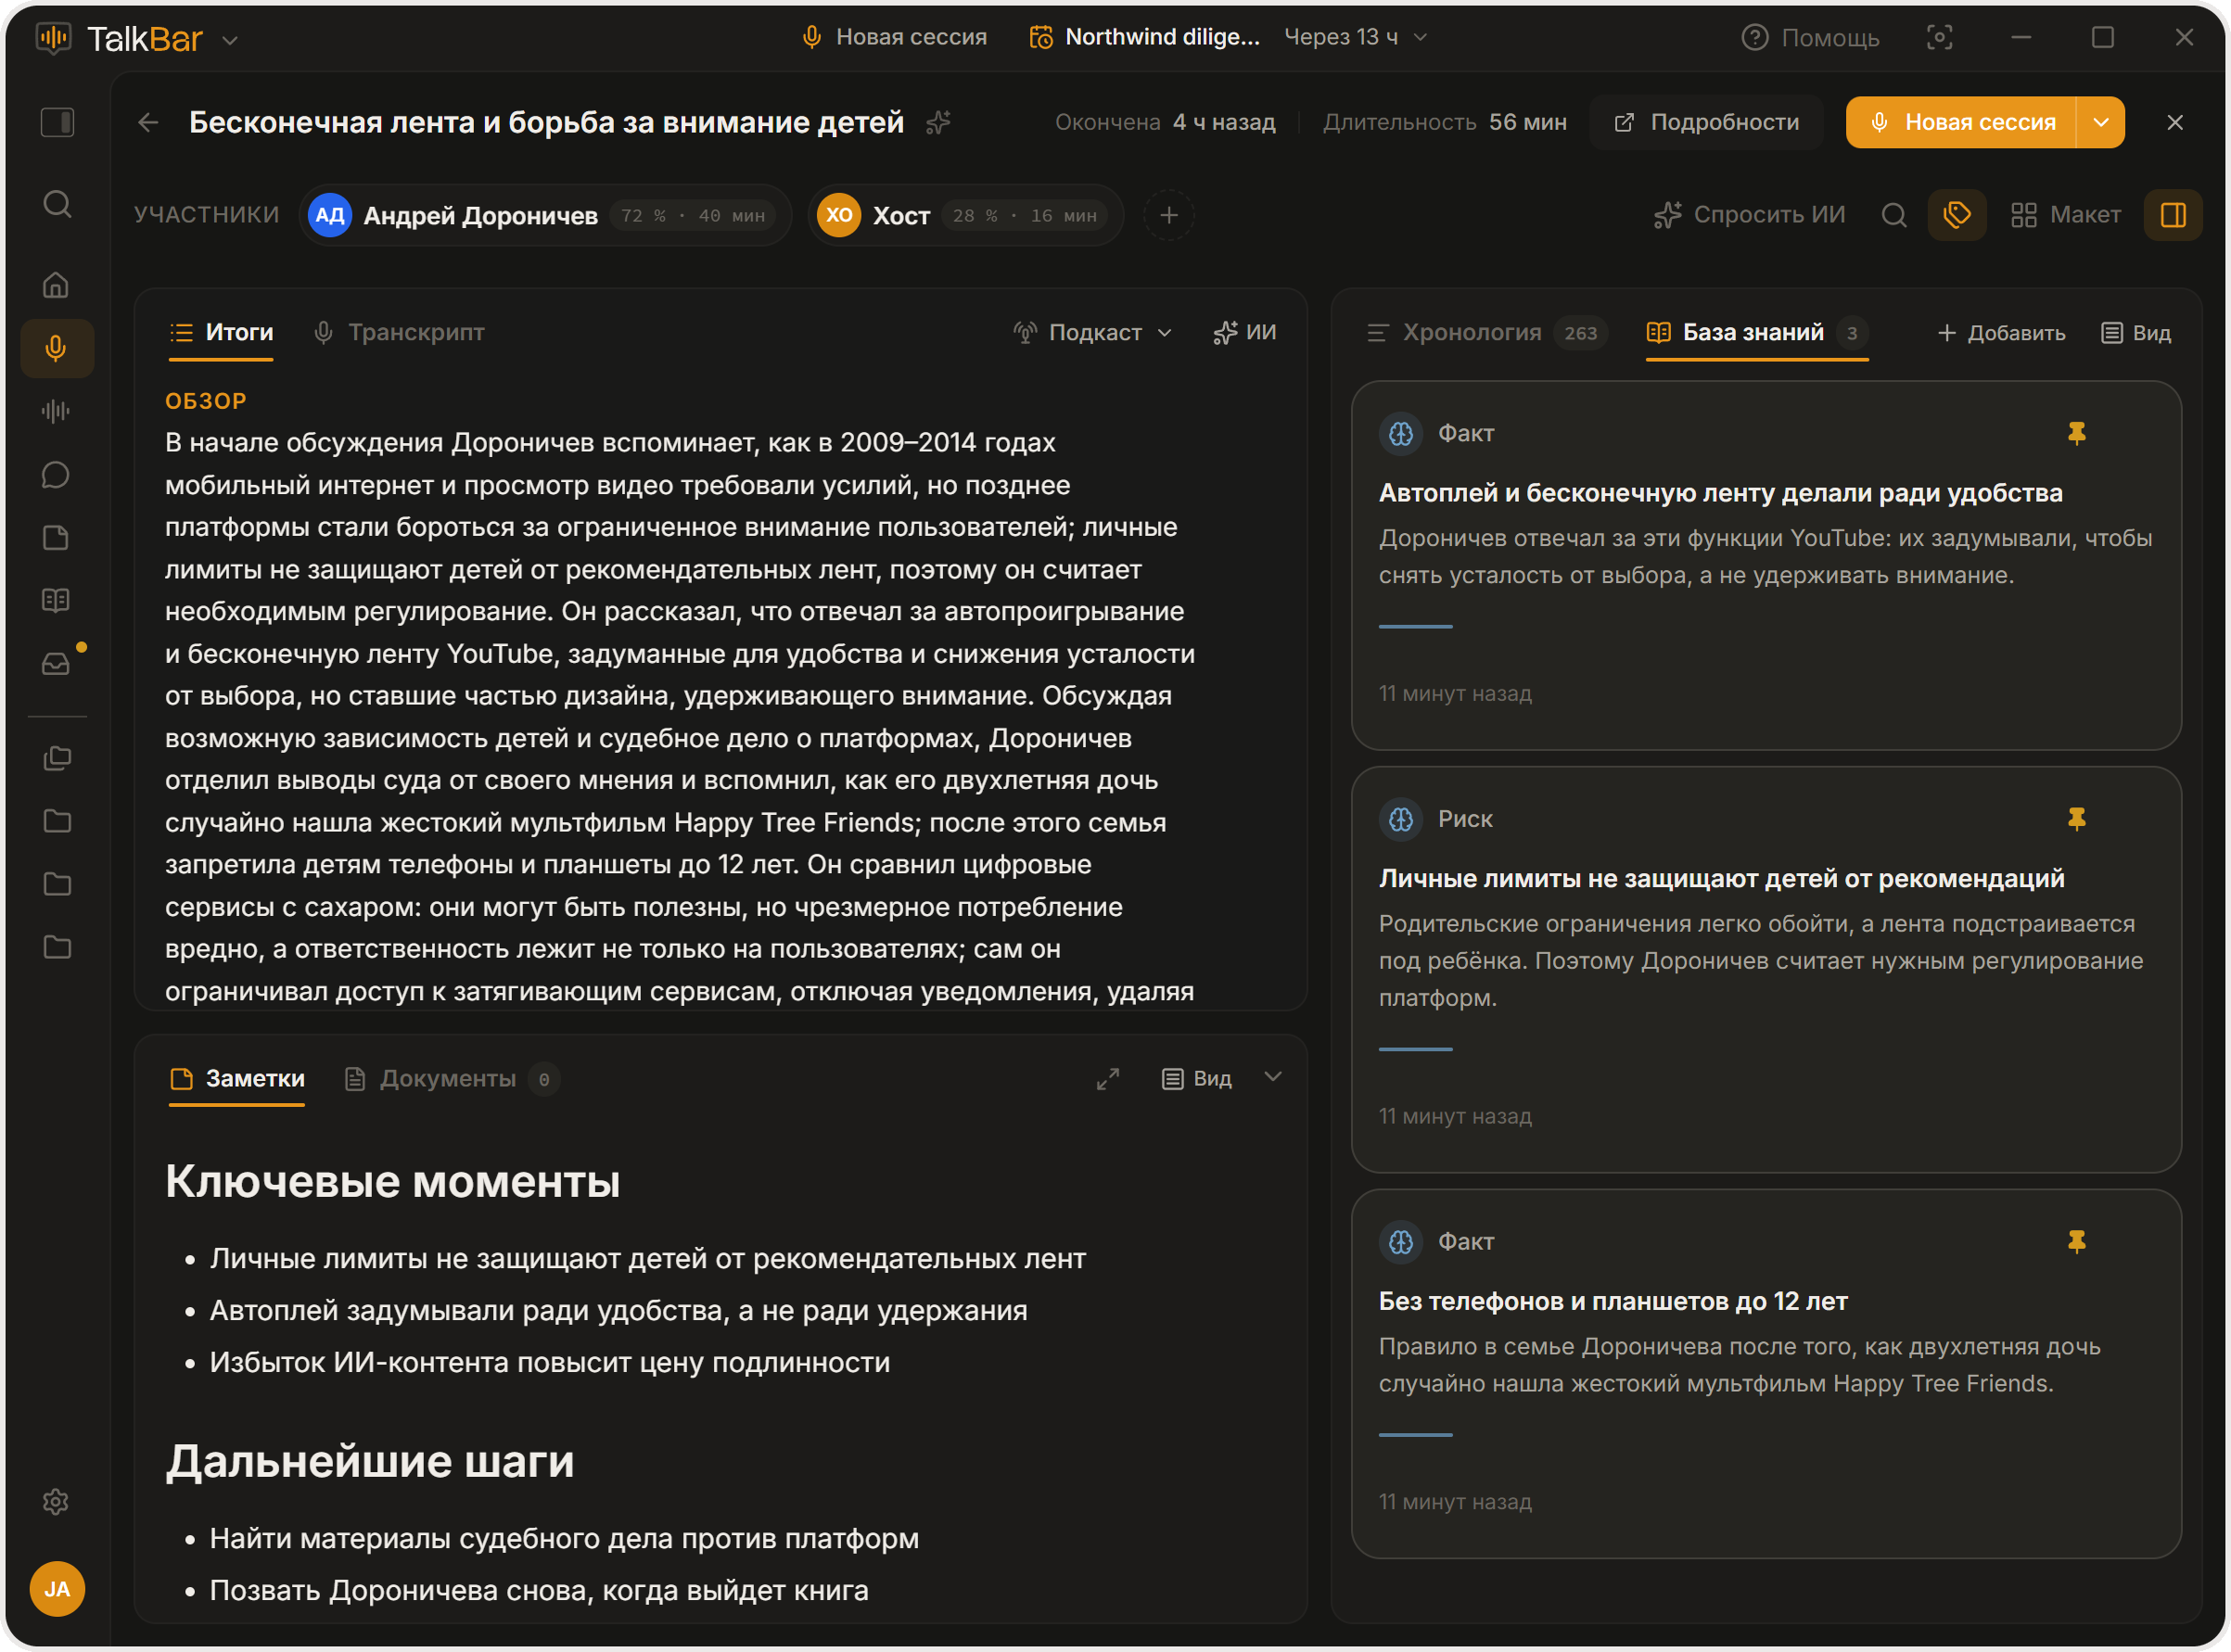 TalkBar
Новая сессия
Northwind dilige...
Через 13 ч
Помощь
Бесконечная лента и борьба за внимание детей
Окончена 4 ч назад
Длительность 56 мин
Подробности
Новая сессия
УЧАСТНИКИ
АД
Андрей Дороничев
72 % · 40 мин
ХО
Хост
28 % · 16 мин
Спросить ИИ
Макет
Итоги
Транскрипт
Подкаст
ИИ
ОБЗОР
В начале обсуждения Дороничев вспоминает, как в 2009–2014 годах
мобильный интернет и просмотр видео требовали усилий, но позднее
платформы стали бороться за ограниченное внимание пользователей; личные
лимиты не защищают детей от рекомендательных лент, поэтому он считает
необходимым регулирование. Он рассказал, что отвечал за автопроигрывание
и бесконечную ленту YouTube, задуманные для удобства и снижения усталости
от выбора, но ставшие частью дизайна, удерживающего внимание. Обсуждая
возможную зависимость детей и судебное дело о платформах, Дороничев
отделил выводы суда от своего мнения и вспомнил, как его двухлетняя дочь
случайно нашла жестокий мультфильм Happy Tree Friends; после этого семья
запретила детям телефоны и планшеты до 12 лет. Он сравнил цифровые
сервисы с сахаром: они могут быть полезны, но чрезмерное потребление
вредно, а ответственность лежит не только на пользователях; сам он
ограничивал доступ к затягивающим сервисам, отключая уведомления, удаляя
Заметки
Документы 0
Вид
Ключевые моменты
• Личные лимиты не защищают детей от рекомендательных лент
• Автоплей задумывали ради удобства, а не ради удержания
• Избыток ИИ-контента повысит цену подлинности
Дальнейшие шаги
• Найти материалы судебного дела против платформ
• Позвать Дороничева снова, когда выйдет книга
Хронология 263
База знаний 3
Добавить
Вид
Факт
Автоплей и бесконечную ленту делали ради удобства
Дороничев отвечал за эти функции YouTube: их задумывали, чтобы
снять усталость от выбора, а не удерживать внимание.
11 минут назад
Риск
Личные лимиты не защищают детей от рекомендаций
Родительские ограничения легко обойти, а лента подстраивается
под ребёнка. Поэтому Дороничев считает нужным регулирование
платформ.
11 минут назад
Факт
Без телефонов и планшетов до 12 лет
Правило в семье Дороничева после того, как двухлетняя дочь
случайно нашла жестокий мультфильм Happy Tree Friends.
11 минут назад
JA